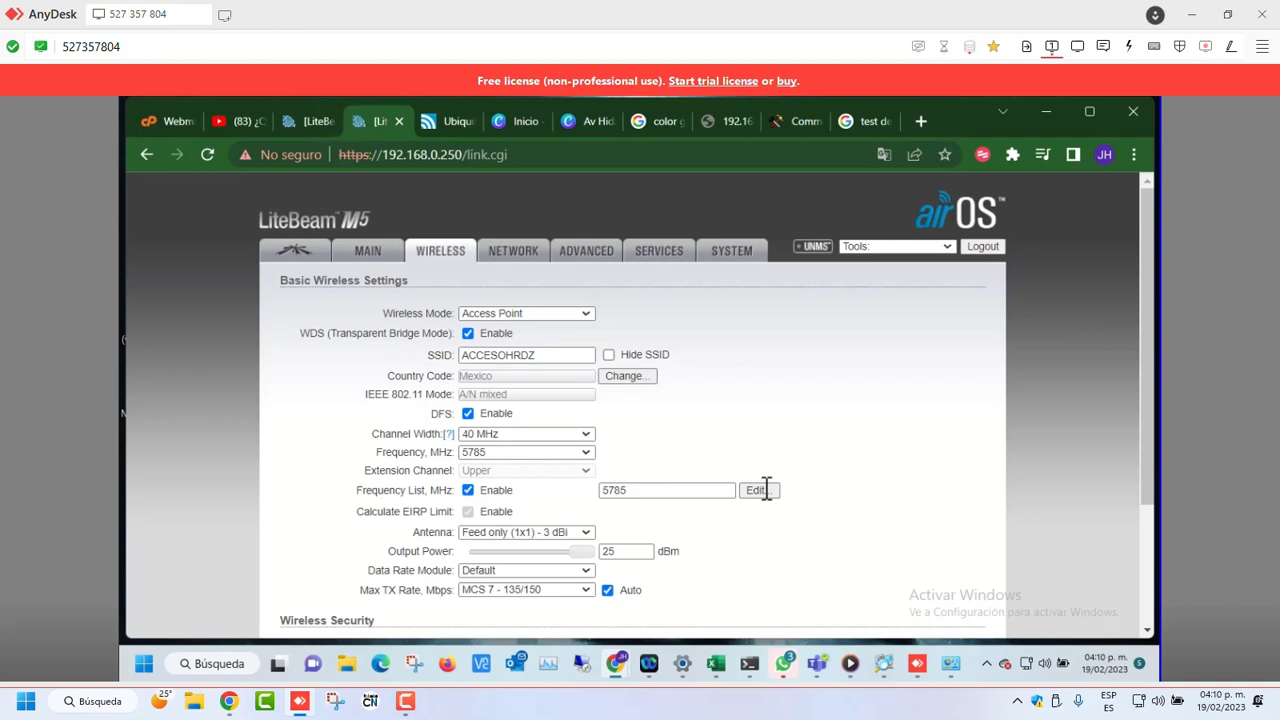 AnyDesk 527 357 804
527357804
Free license (non-professional use). Start trial license or buy.
Webm (83) ¿C [LiteBe [Lit Ubiqu Inicio - Av Hid color g 192.16 Comm test de
No seguro https://192.168.0.250/link.cgi JH
LiteBeam M5 airOS™
MAIN WIRELESS NETWORK ADVANCED SERVICES SYSTEM UNMS Tools: Logout
Basic Wireless Settings
Wireless Mode: Access Point
WDS (Transparent Bridge Mode): Enable
SSID: ACCESOHRDZ Hide SSID
Country Code: Mexico Change...
IEEE 802.11 Mode: A/N mixed
DFS: Enable
Channel Width:[?] 40 MHz
Frequency, MHz: 5785
Extension Channel: Upper
Frequency List, MHz: Enable 5785 Edit...
Calculate EIRP Limit: Enable
Antenna: Feed only (1x1) - 3 dBi
Output Power: 25 dBm
Data Rate Module: Default
Max TX Rate, Mbps: MCS 7 - 135/150 Auto
Activar Windows
Ve a Configuración para activar Windows.
Wireless Security
Búsqueda 3 04:10 p. m.
19/02/2023 5
25°
Búsqueda ESP 04:10 p. m.
ES 19/02/2023